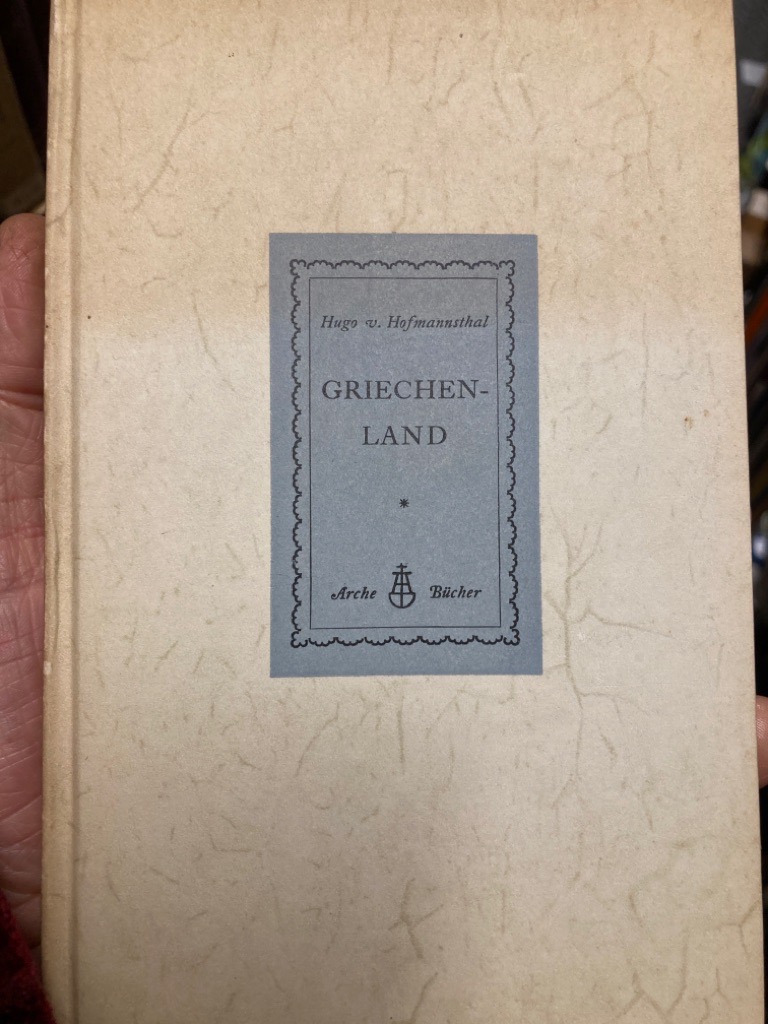 Hugo v. Hofmannsthal
GRIECHEN-
LAND
*
Arche Bücher